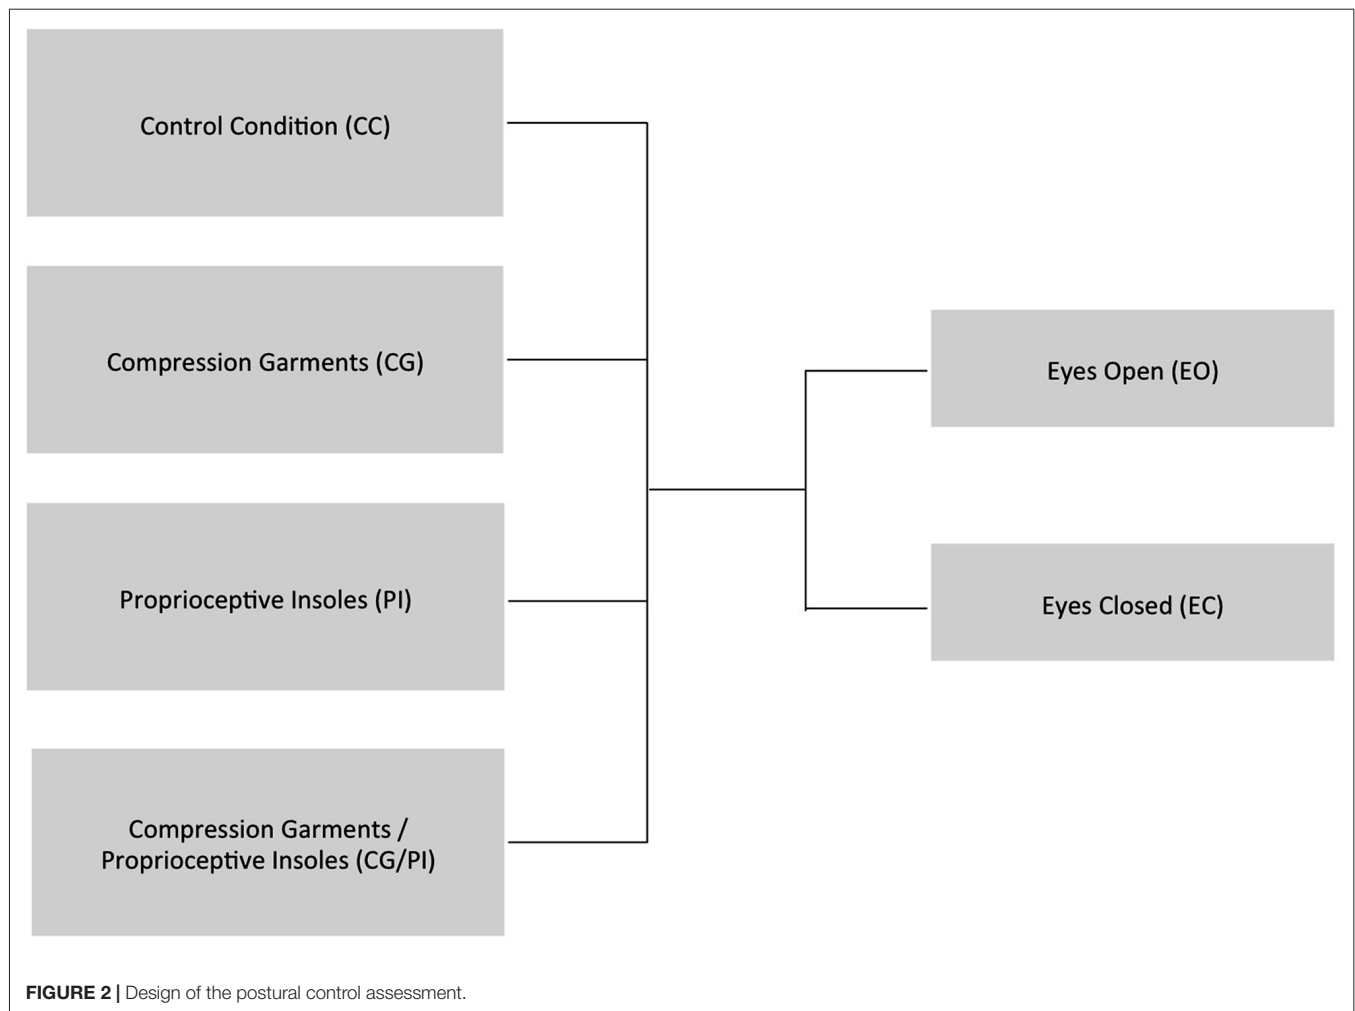 Control Condition (CC)
Compression Garments (CG)
Proprioceptive Insoles (PI)
Compression Garments /
Proprioceptive Insoles (CG/PI)
Eyes Open (EO)
Eyes Closed (EC)
FIGURE 2 | Design of the postural control assessment.